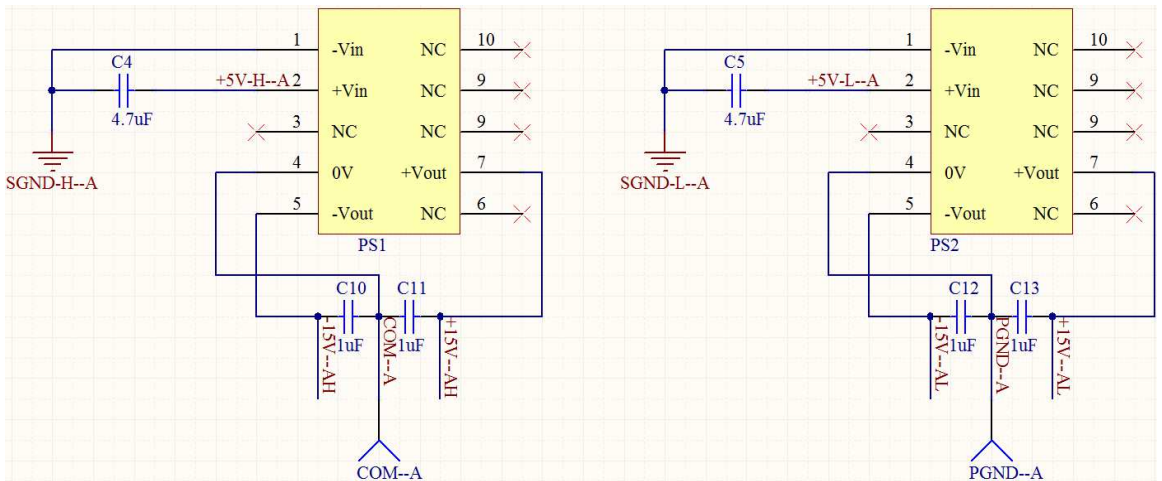 1 -Vin NC 10
C4
+5V-H--A 2 +Vin NC 9
4.7uF
3 NC NC 9
4 0V +Vout 7
SGND-H--A
5 -Vout NC 6
PS1
C10 C11
1uF 1uF
-15V--AH
COM--A
+15V--AH
COM--A
1 -Vin NC 10
C5
+5V-L--A 2 +Vin NC 9
4.7uF
3 NC NC 9
4 0V +Vout 7
SGND-L--A
5 -Vout NC 6
PS2
C12 C13
1uF 1uF
-15V--AL
PGND--A
+15V--AL
PGND--A